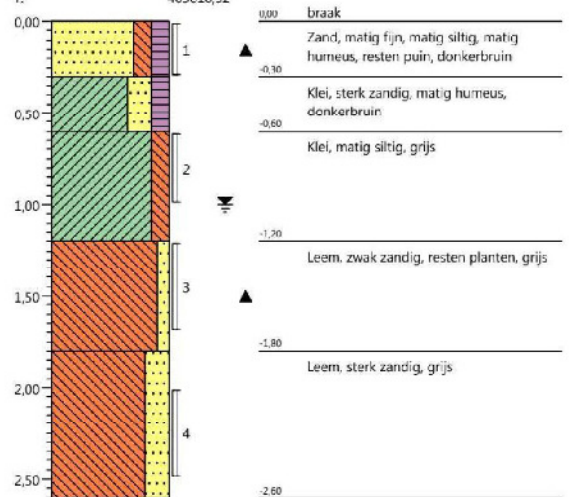 0,00 braak
0,00
Zand, matig fijn, matig siltig, matig
humeus, resten puin, donkerbruin
1
-0,30
Klei, sterk zandig, matig humeus,
donkerbruin
0,50
-0,60
Klei, matig siltig, grijs
2
1,00
-1,20
Leem, zwak zandig, resten planten, grijs
3
1,50
-1,80
Leem, sterk zandig, grijs
2,00
4
2,50
-2,60